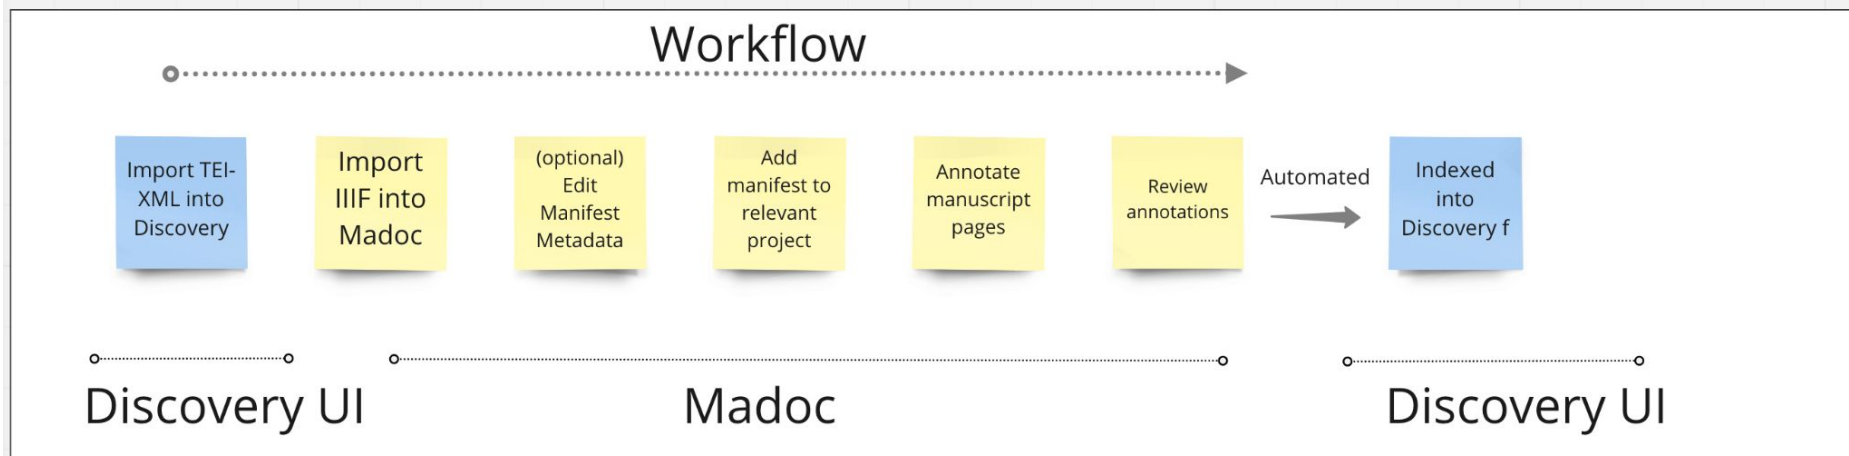 Workflow
Import TEI-
XML into
Discovery
Import
IIIF into
Madoc
(optional)
Edit
Manifest
Metadata
Add
manifest to
relevant
project
Annotate
manuscript
pages
Review
annotations
Automated
Indexed
into
Discovery f
Discovery UI
Madoc
Discovery UI